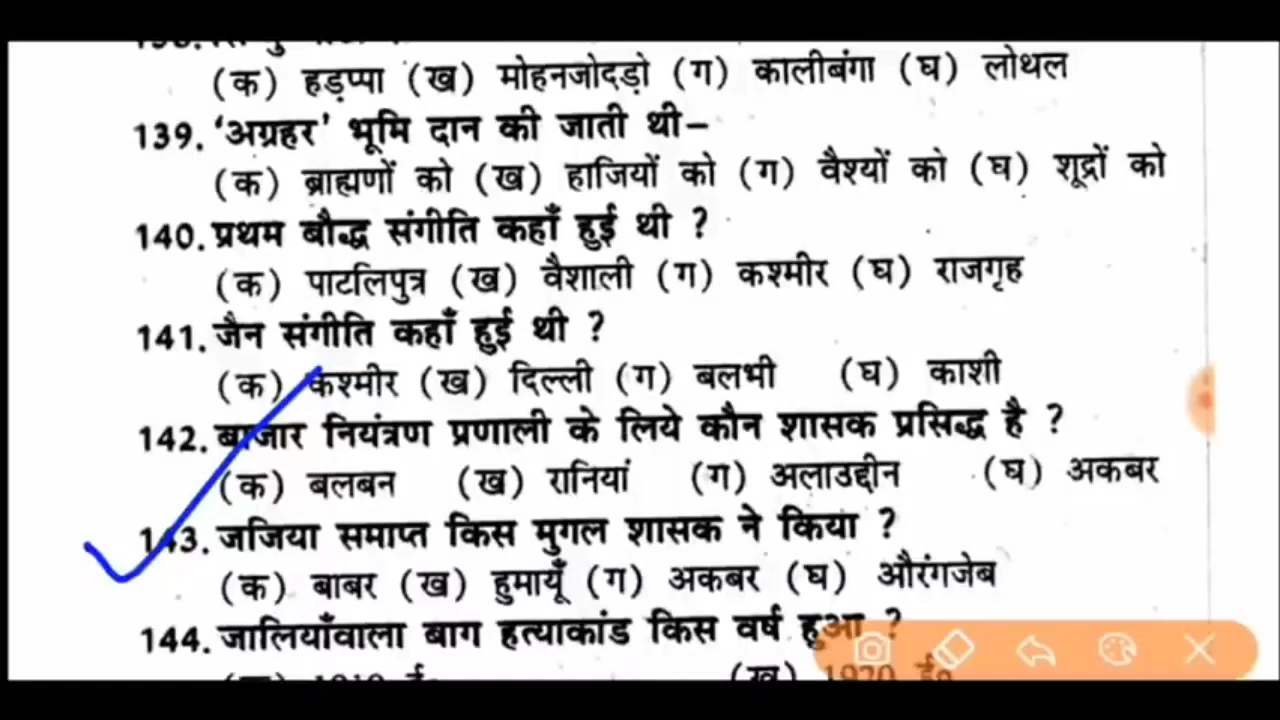 (क) हड़प्पा (ख) मोहनजोदड़ो (ग) कालीबंगा (घ) लोथल
139. 'अग्रहर' भूमि दान की जाती थी–
(क) ब्राह्मणों को (ख) हाजियों को (ग) वैश्यों को (घ) शूद्रों को
140. प्रथम बौद्ध संगीति कहाँ हुई थी ?
(क) पाटलिपुत्र (ख) वैशाली (ग) कश्मीर (घ) राजगृह
141. जैन संगीति कहाँ हुई थी ?
(क) कश्मीर (ख) दिल्ली (ग) बलभी (घ) काशी
142. बाजार नियंत्रण प्रणाली के लिये कौन शासक प्रसिद्ध है ?
(क) बलबन (ख) रानियां (ग) अलाउद्दीन (घ) अकबर
143. जजिया समाप्त किस मुगल शासक ने किया ?
(क) बाबर (ख) हुमायूँ (ग) अकबर (घ) औरंगजेब
144. जालियाँवाला बाग हत्याकांड किस वर्ष हुआ ?
(ख)